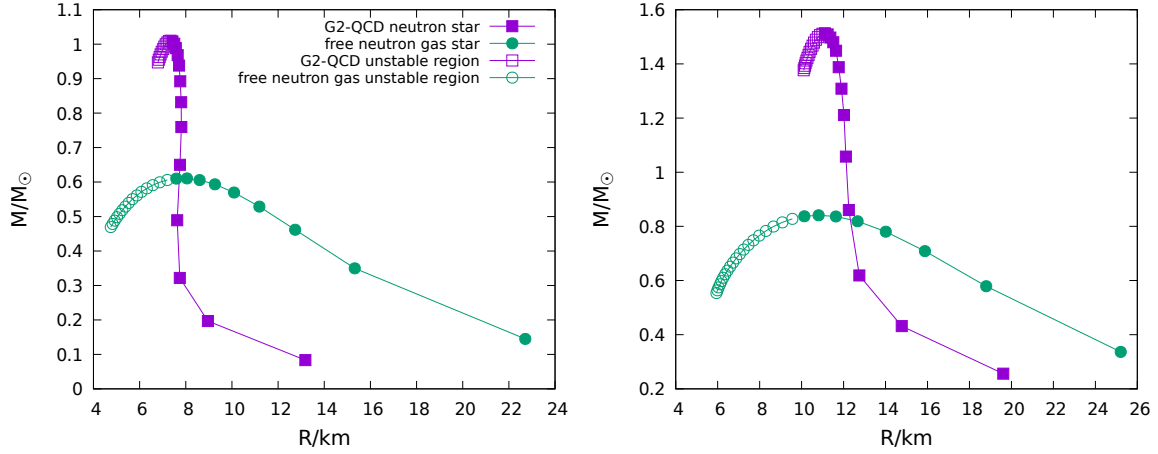 1.1
1
0.9
0.8
0.7
0.6
0.5
0.4
0.3
0.2
0.1
0
M/M☉
4 6 8 10 12 14 16 18 20 22 24
R/km
G2-QCD neutron star
free neutron gas star
G2-QCD unstable region
free neutron gas unstable region
1.6
1.4
1.2
1
0.8
0.6
0.4
0.2
M/M☉
4 6 8 10 12 14 16 18 20 22 24 26
R/km